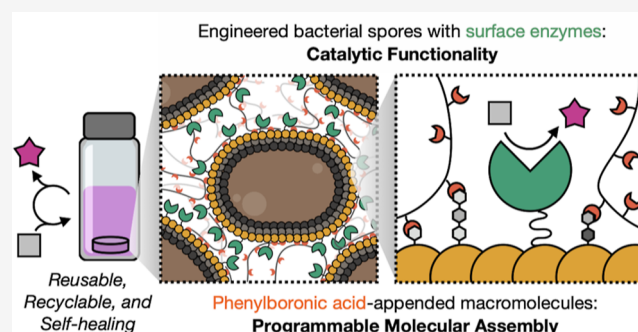 Engineered bacterial spores with surface enzymes:
Catalytic Functionality
Reusable,
Recyclable, and
Self-healing
Phenylboronic acid-appended macromolecules:
Programmable Molecular Assembly